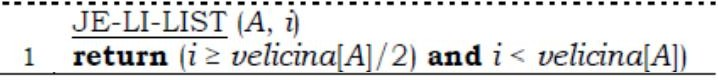 JE-LI-LIST (A, i)
1 return (i ≥ velicina[A]/2) and i < velicina[A])